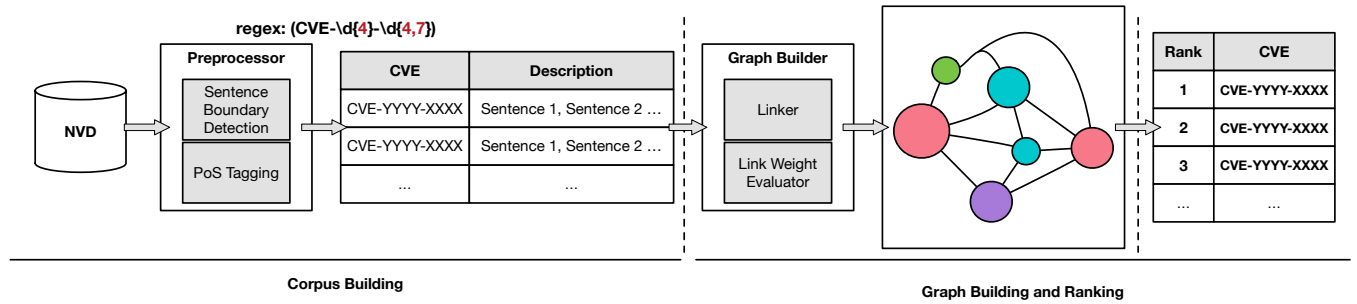 regex: (CVE-\d{4}-\d{4,7})
NVD
Preprocessor
Sentence
Boundary
Detection
PoS Tagging
CVE Description
CVE-YYYY-XXXX Sentence 1, Sentence 2 ...
CVE-YYYY-XXXX Sentence 1, Sentence 2 ...
... ...
Corpus Building
Graph Builder
Linker
Link Weight
Evaluator
Rank CVE
1 CVE-YYYY-XXXX
2 CVE-YYYY-XXXX
3 CVE-YYYY-XXXX
... ...
Graph Building and Ranking